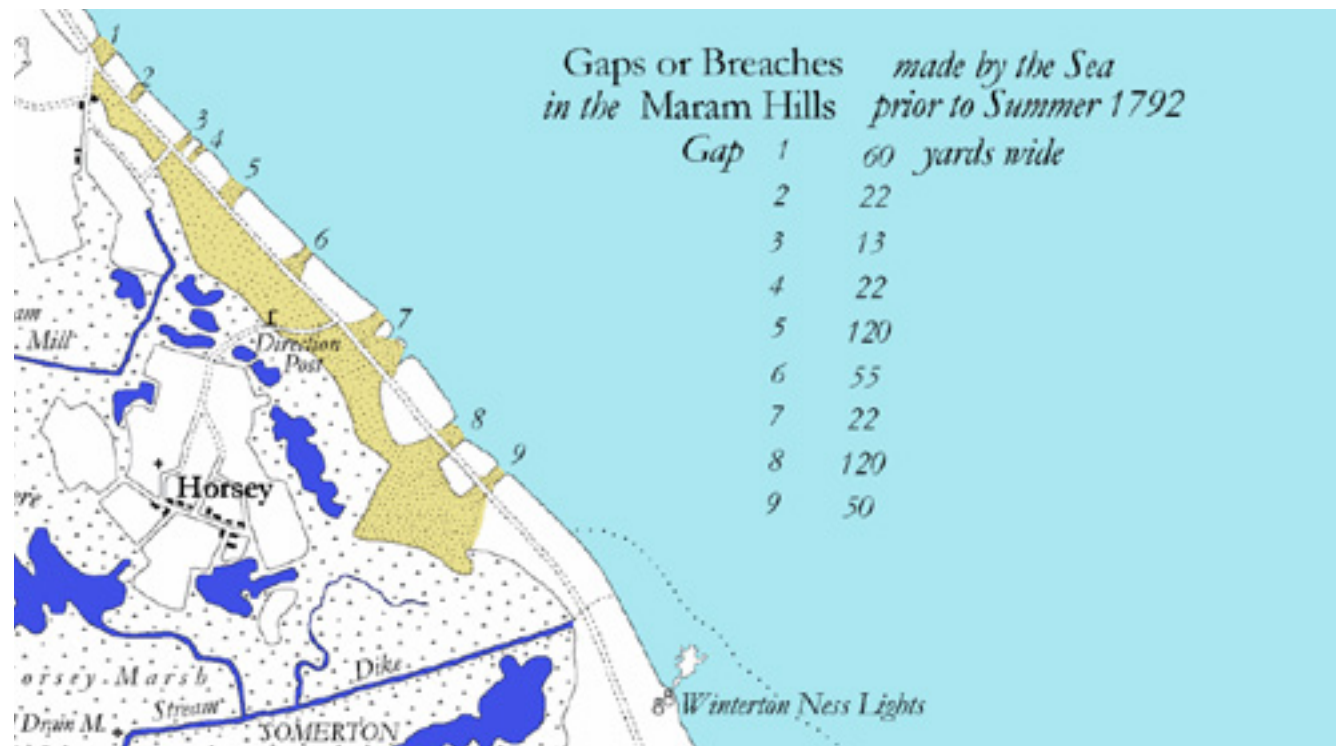 Gaps or Breaches made by the Sea
in the Maram Hills prior to Summer 1792
Gap 1 60 yards wide
2 22
3 13
4 22
5 120
6 55
7 22
8 120
9 50
1
2
3
4
5
6
7
8
9
am
Mill
Direction
Post
Horsey
ere
orsey Marsh
Stream
Dike
Drain M.
SOMERTON
Winterton Ness Lights